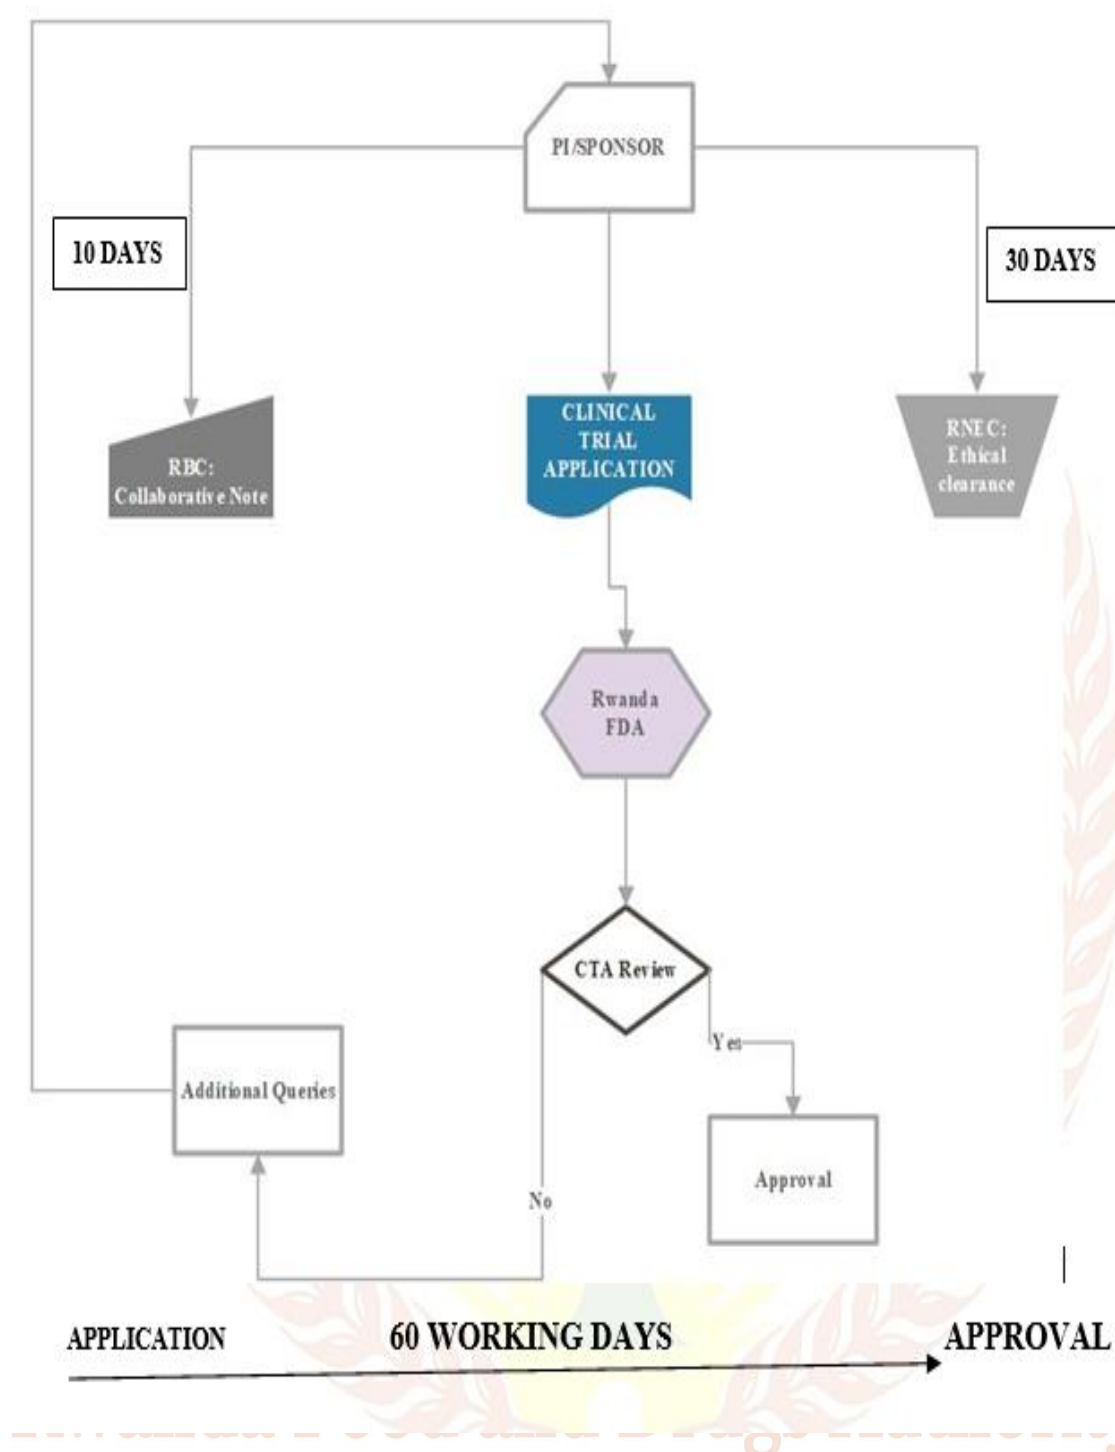 PI/SPONSOR
10 DAYS
30 DAYS
RBC:
Collaborative Note
CLINICAL
TRIAL
APPLICATION
RNEC:
Ethical
clearance
Rwanda
FDA
CTA Review
Yes
Additional Queries
Approval
No
APPLICATION
60 WORKING DAYS
APPROVAL